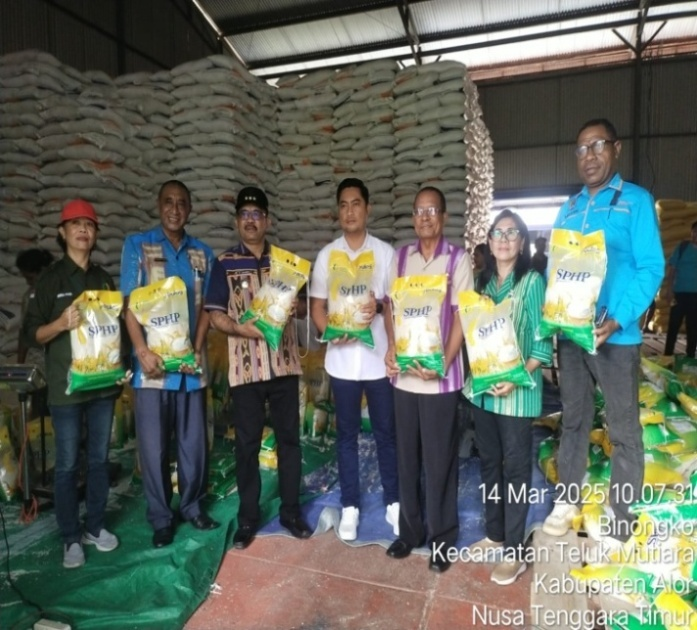 SPHP
SPHP
SPHP
SPHP
SPHP
SPHP
SPHP
14 Mar 2025 10.07.31
Binongko
Kecamatan Teluk Mutiara
Kabupaten Alor
Nusa Tenggara Timur